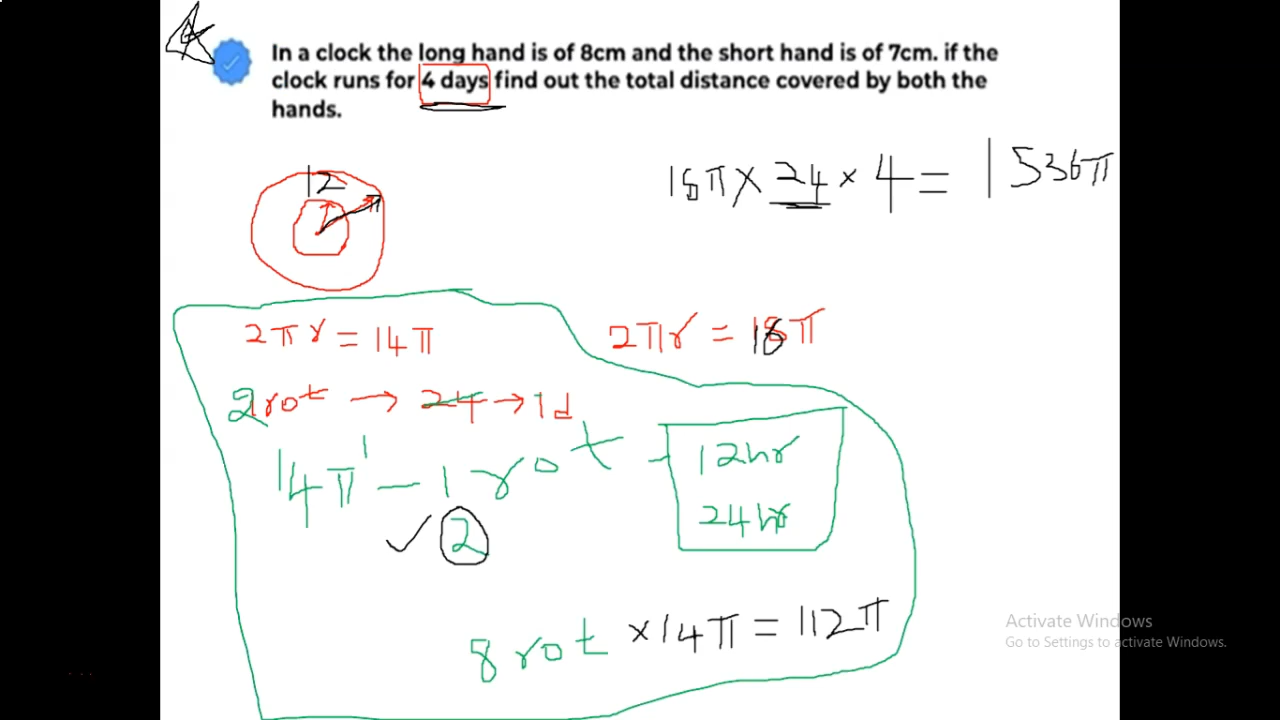 In a clock the long hand is of 8cm and the short hand is of 7cm. if the
clock runs for 4 days find out the total distance covered by both the
hands.
16π × 24 × 4 = 1536π
12
2πr = 14π
2πr = 16π
2rot → 24 → 1d
14π - 1 rot - 12hr
2
24hr
8 rot × 14π = 112π
Activate Windows
Go to Settings to activate Windows.